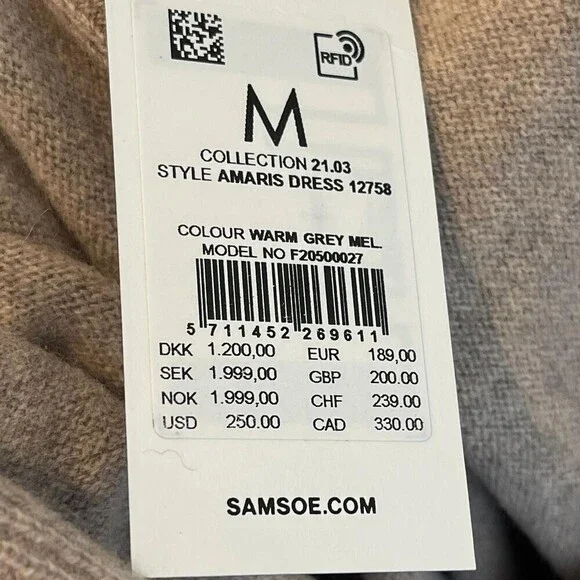 RFID
M
COLLECTION 21.03
STYLE AMARIS DRESS 12758
COLOUR WARM GREY MEL.
MODEL NO F20500027
5 711452 269611
DKK 1.200,00 EUR 189,00
SEK 1.999,00 GBP 200.00
NOK 1.999,00 CHF 239.00
USD 250.00 CAD 330.00
SAMSOE.COM